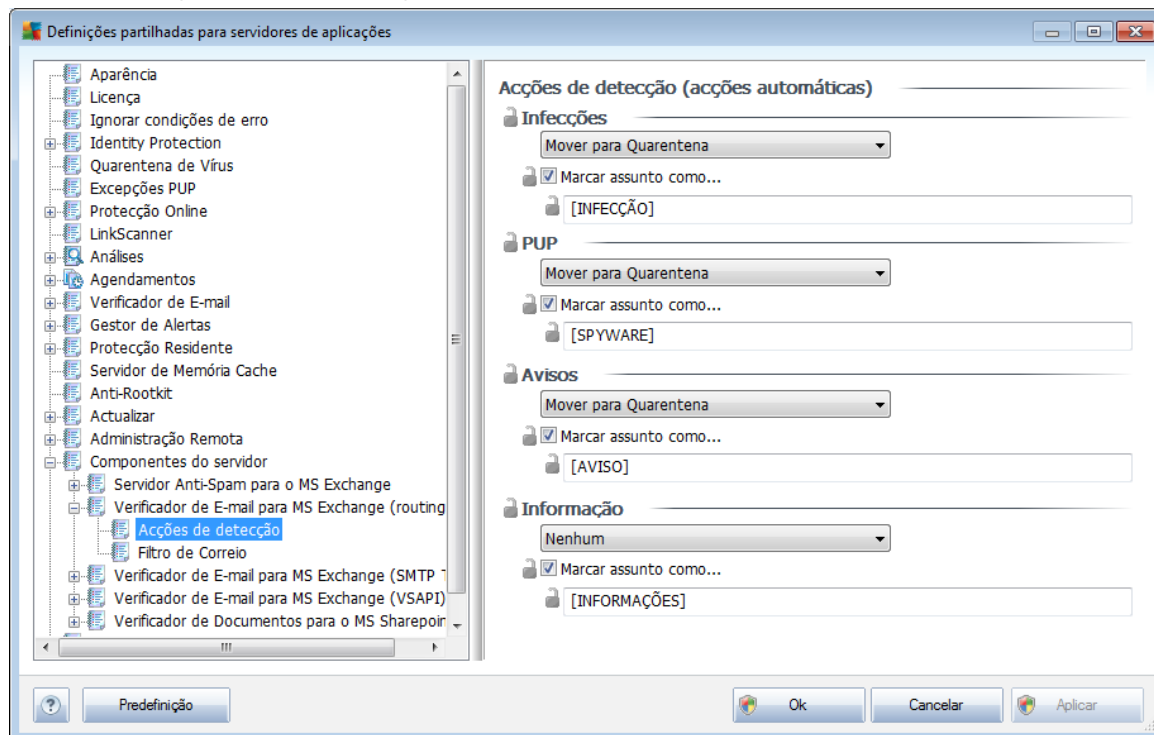 Definições partilhadas para servidores de aplicações
Aparência
Licença
Ignorar condições de erro
Identity Protection
Quarentena de Vírus
Excepções PUP
Protecção Online
LinkScanner
Análises
Agendamentos
Verificador de E-mail
Gestor de Alertas
Protecção Residente
Servidor de Memória Cache
Anti-Rootkit
Actualizar
Administração Remota
Componentes do servidor
Servidor Anti-Spam para o MS Exchange
Verificador de E-mail para MS Exchange (routing
Acções de detecção
Filtro de Correio
Verificador de E-mail para MS Exchange (SMTP
Verificador de E-mail para MS Exchange (VSAPI)
Verificador de Documentos para o MS
Acções de detecção (acções automáticas)
Infecções
Mover para Quarentena
Marcar assunto como...
[INFECÇÃO]
PUP
Mover para Quarentena
Marcar assunto como...
[SPYWARE]
Avisos
Mover para Quarentena
Marcar assunto como...
[AVISO]
Informação
Nenhum
Marcar assunto como...
[INFORMAÇÕES]
Predefinição
Ok
Cancelar
Aplicar